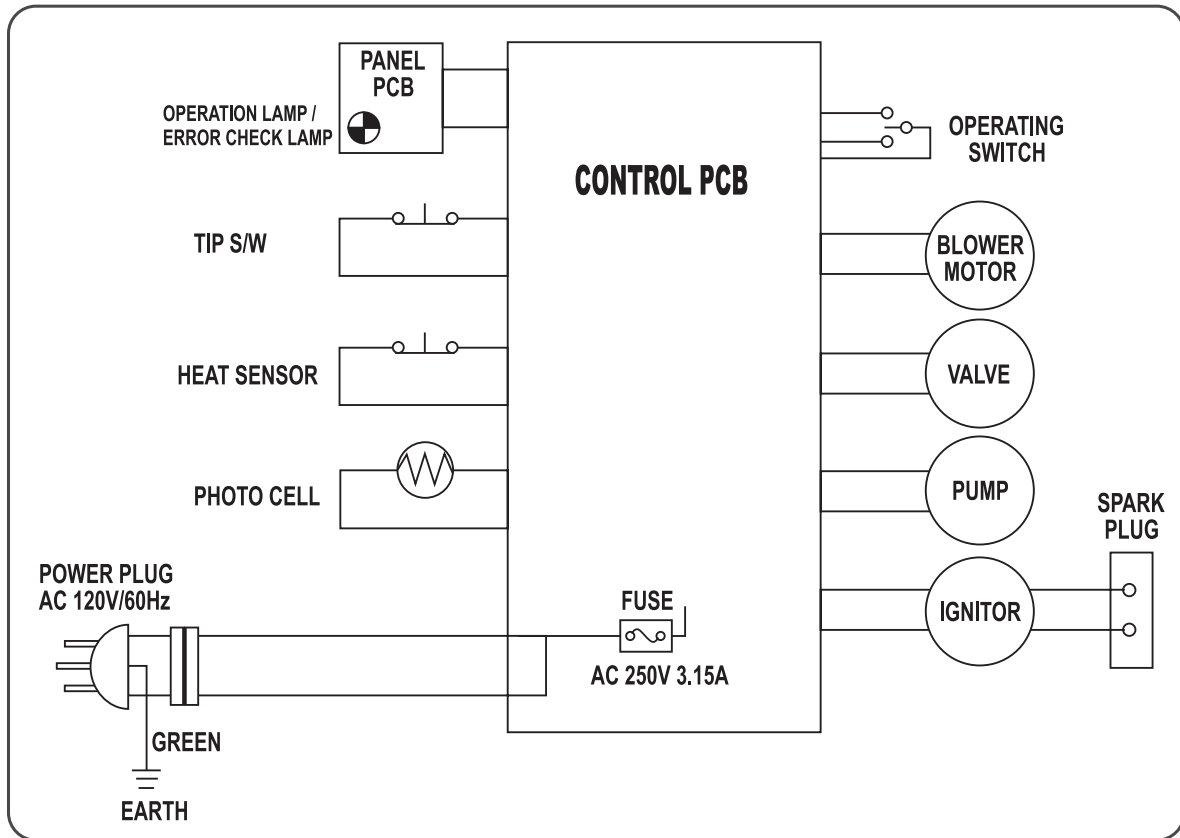 PANEL
PCB
OPERATION LAMP /
ERROR CHECK LAMP
CONTROL PCB
OPERATING
SWITCH
TIP S/W
BLOWER
MOTOR
HEAT SENSOR
VALVE
PHOTO CELL
PUMP
SPARK
PLUG
POWER PLUG
AC 120V/60Hz
FUSE
IGNITOR
AC 250V 3.15A
GREEN
EARTH